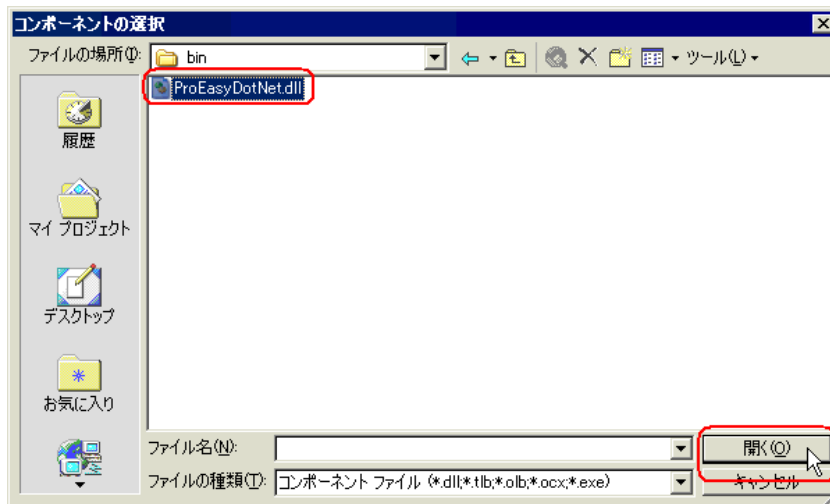 コンポーネントの選択
ファイルの場所(I):
bin
ツール(L)
ProEasyDotNet.dll
履歴
マイ プロジェクト
デスクトップ
お気に入り
ファイル名(N):
開く(O)
ファイルの種類(T):
コンポーネント ファイル (*.dll;*.tlb;*.olb;*.ocx;*.exe)
キャンセル